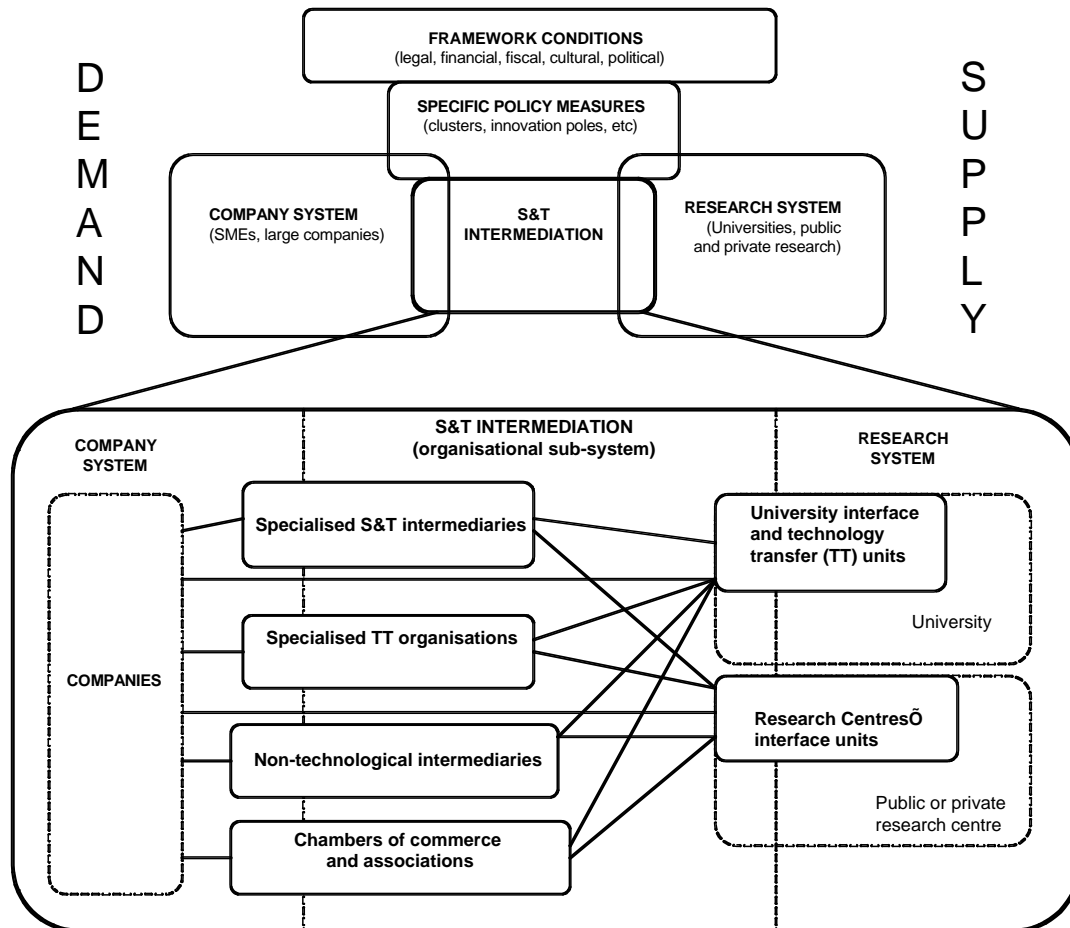 FRAMEWORK CONDITIONS
(legal, financial, fiscal, cultural, political)
DEMAND
SUPPLY
SPECIFIC POLICY MEASURES
(clusters, innovation poles, etc)
COMPANY SYSTEM
(SMEs, large companies)
S&T
INTERMEDIATION
RESEARCH SYSTEM
(Universities, public
and private research)
COMPANY
SYSTEM
S&T INTERMEDIATION
(organisational sub-system)
RESEARCH
SYSTEM
COMPANIES
Specialised S&T intermediaries
Specialised TT organisations
Non-technological intermediaries
Chambers of commerce
and associations
University interface
and technology
transfer (TT) units
University
Research CentresÕ
interface units
Public or private
research centre